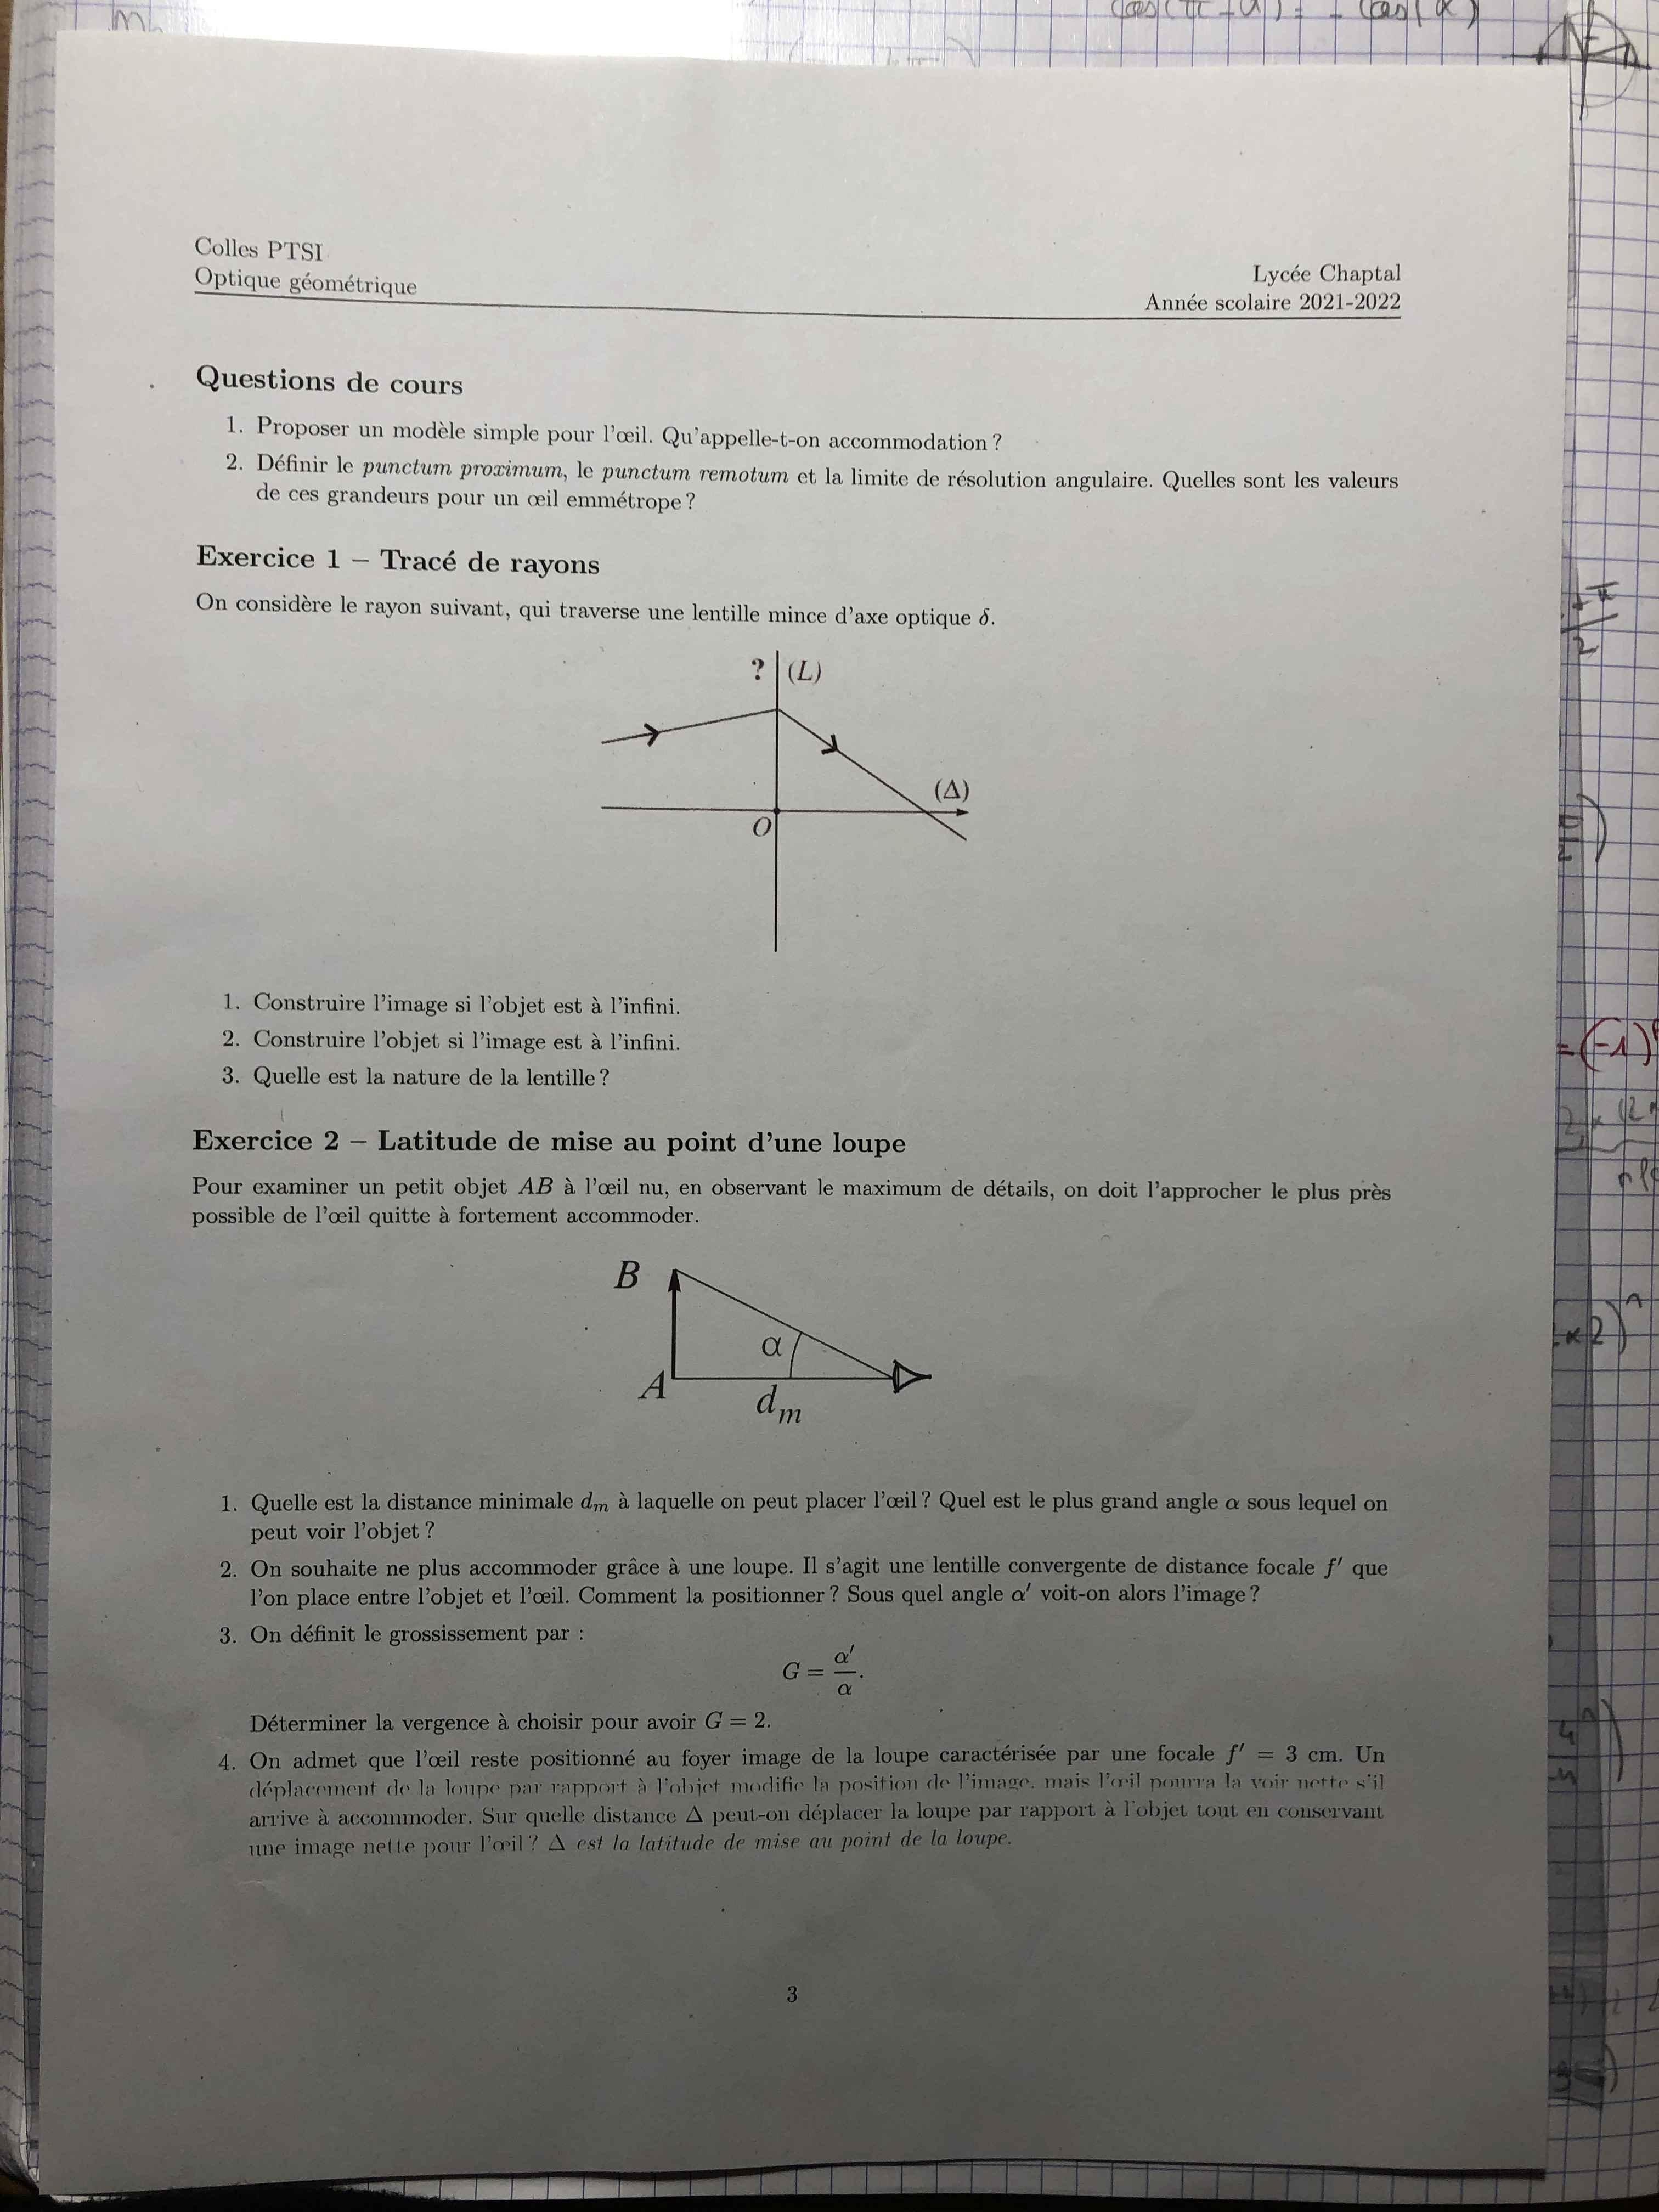 cos(π-α) = - cos(α)
Colles PTSI
Optique géométrique
Lycée Chaptal
Année scolaire 2021-2022
Questions de cours
1. Proposer un modèle simple pour l'œil. Qu'appelle-t-on accommodation ?
2. Définir le punctum proximum, le punctum remotum et la limite de résolution angulaire. Quelles sont les valeurs
de ces grandeurs pour un œil emmétrope ?
Exercice 1 – Tracé de rayons
On considère le rayon suivant, qui traverse une lentille mince d'axe optique δ.
? (L)
(Δ)
O
1. Construire l'image si l'objet est à l'infini.
2. Construire l'objet si l'image est à l'infini.
3. Quelle est la nature de la lentille ?
=(-1)
Exercice 2 – Latitude de mise au point d'une loupe
Pour examiner un petit objet AB à l'œil nu, en observant le maximum de détails, on doit l'approcher le plus près
possible de l'œil quitte à fortement accommoder.
B
α
A
dm
1. Quelle est la distance minimale dm à laquelle on peut placer l'œil ? Quel est le plus grand angle α sous lequel on
peut voir l'objet ?
2. On souhaite ne plus accommoder grâce à une loupe. Il s'agit une lentille convergente de distance focale f′ que
l'on place entre l'objet et l'œil. Comment la positionner ? Sous quel angle α′ voit-on alors l'image ?
3. On définit le grossissement par :
G = α′/α.
Déterminer la vergence à choisir pour avoir G = 2.
4. On admet que l'œil reste positionné au foyer image de la loupe caractérisée par une focale f′ = 3 cm. Un
déplacement de la loupe par rapport à l'objet modifie la position de l'image, mais l'œil pourra la voir nette s'il
arrive à accommoder. Sur quelle distance Δ peut-on déplacer la loupe par rapport à l'objet tout en conservant
une image nette pour l'œil ? Δ est la latitude de mise au point de la loupe.
3